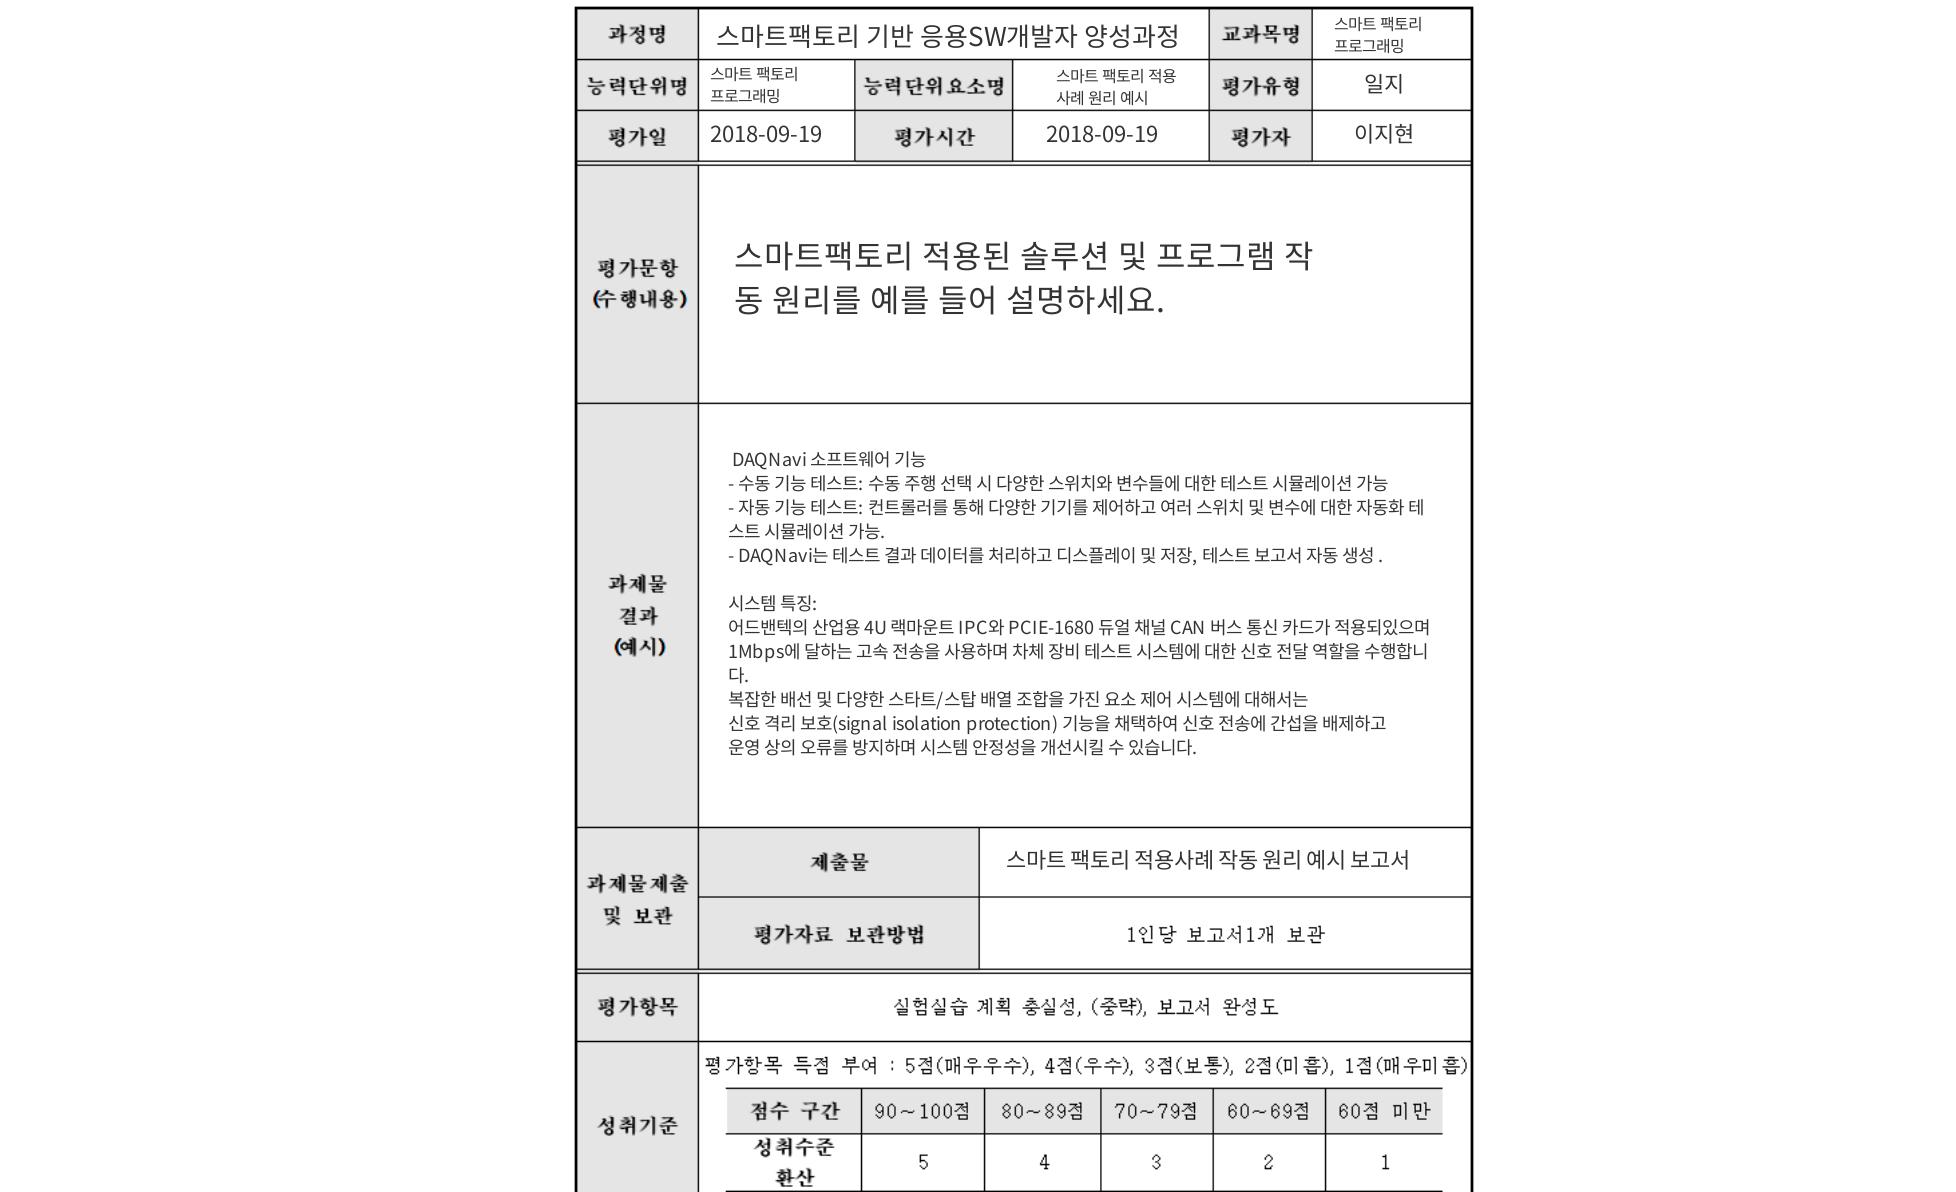 과정명 스마트팩토리 기반 응용SW개발자 양성과정 교과목명 스마트 팩토리
프로그래밍
능력단위명 스마트 팩토리
프로그래밍
능력단위요소명 스마트 팩토리 적용
사례 원리 예시
평가유형 일지
평가일 2018-09-19 평가시간 2018-09-19 평가자 이지현
평가문항
(수행내용)
스마트팩토리 적용된 솔루션 및 프로그램 작
동 원리를 예를 들어 설명하세요.
과제물
결과
(예시)
DAQNavi 소프트웨어 기능
- 수동 기능 테스트: 수동 주행 선택 시 다양한 스위치와 변수들에 대한 테스트 시뮬레이션 가능
- 자동 기능 테스트: 컨트롤러를 통해 다양한 기기를 제어하고 여러 스위치 및 변수에 대한 자동화 테
스트 시뮬레이션 가능.
- DAQNavi는 테스트 결과 데이터를 처리하고 디스플레이 및 저장, 테스트 보고서 자동 생성 .
시스템 특징:
어드밴텍의 산업용 4U 랙마운트 IPC와 PCIE-1680 듀얼 채널 CAN 버스 통신 카드가 적용되있으며
1Mbps에 달하는 고속 전송을 사용하며 차체 장비 테스트 시스템에 대한 신호 전달 역할을 수행합니
다.
복잡한 배선 및 다양한 스타트/스탑 배열 조합을 가진 요소 제어 시스템에 대해서는
신호 격리 보호(signal isolation protection) 기능을 채택하여 신호 전송에 간섭을 배제하고
운영 상의 오류를 방지하며 시스템 안정성을 개선시킬 수 있습니다.
과제물제출
및 보관
제출물 스마트 팩토리 적용사례 작동 원리 예시 보고서
평가자료 보관방법 1인당 보고서1개 보관
평가항목 실험실습 계획 충실성, (중략), 보고서 완성도
성취기준
평가항목 득점 부여 : 5점(매우우수), 4점(우수), 3점(보통), 2점(미흡), 1점(매우미흡)
점수 구간 90~100점 80~89점 70~79점 60~69점 60점 미만
성취수준
환산
5 4 3 2 1